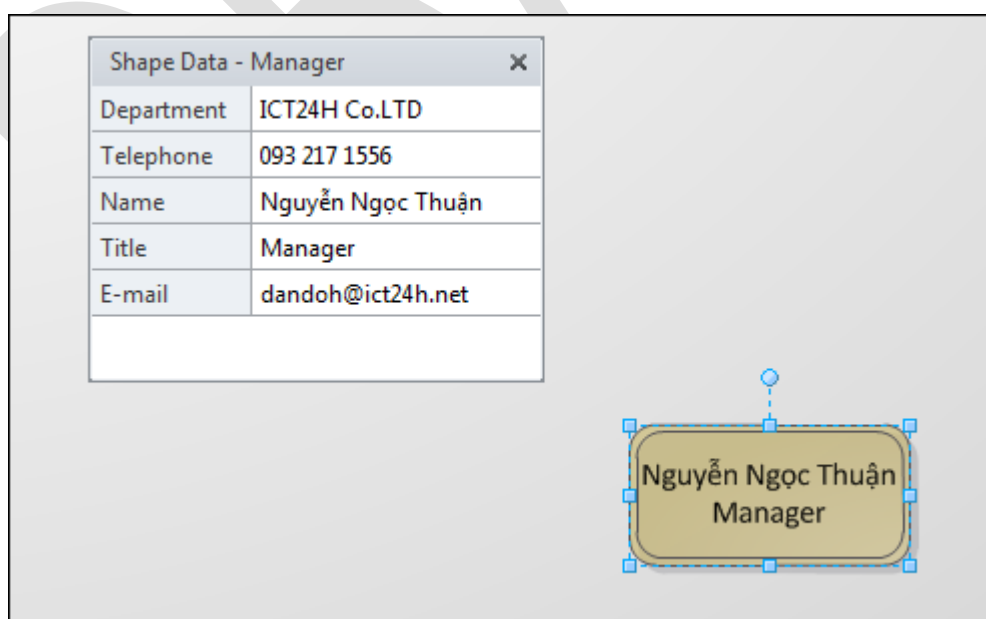 Shape Data - Manager
Department ICT24H Co.LTD
Telephone 093 217 1556
Name Nguyễn Ngọc Thuận
Title Manager
E-mail dandoh@ict24h.net
Nguyễn Ngọc Thuận
Manager